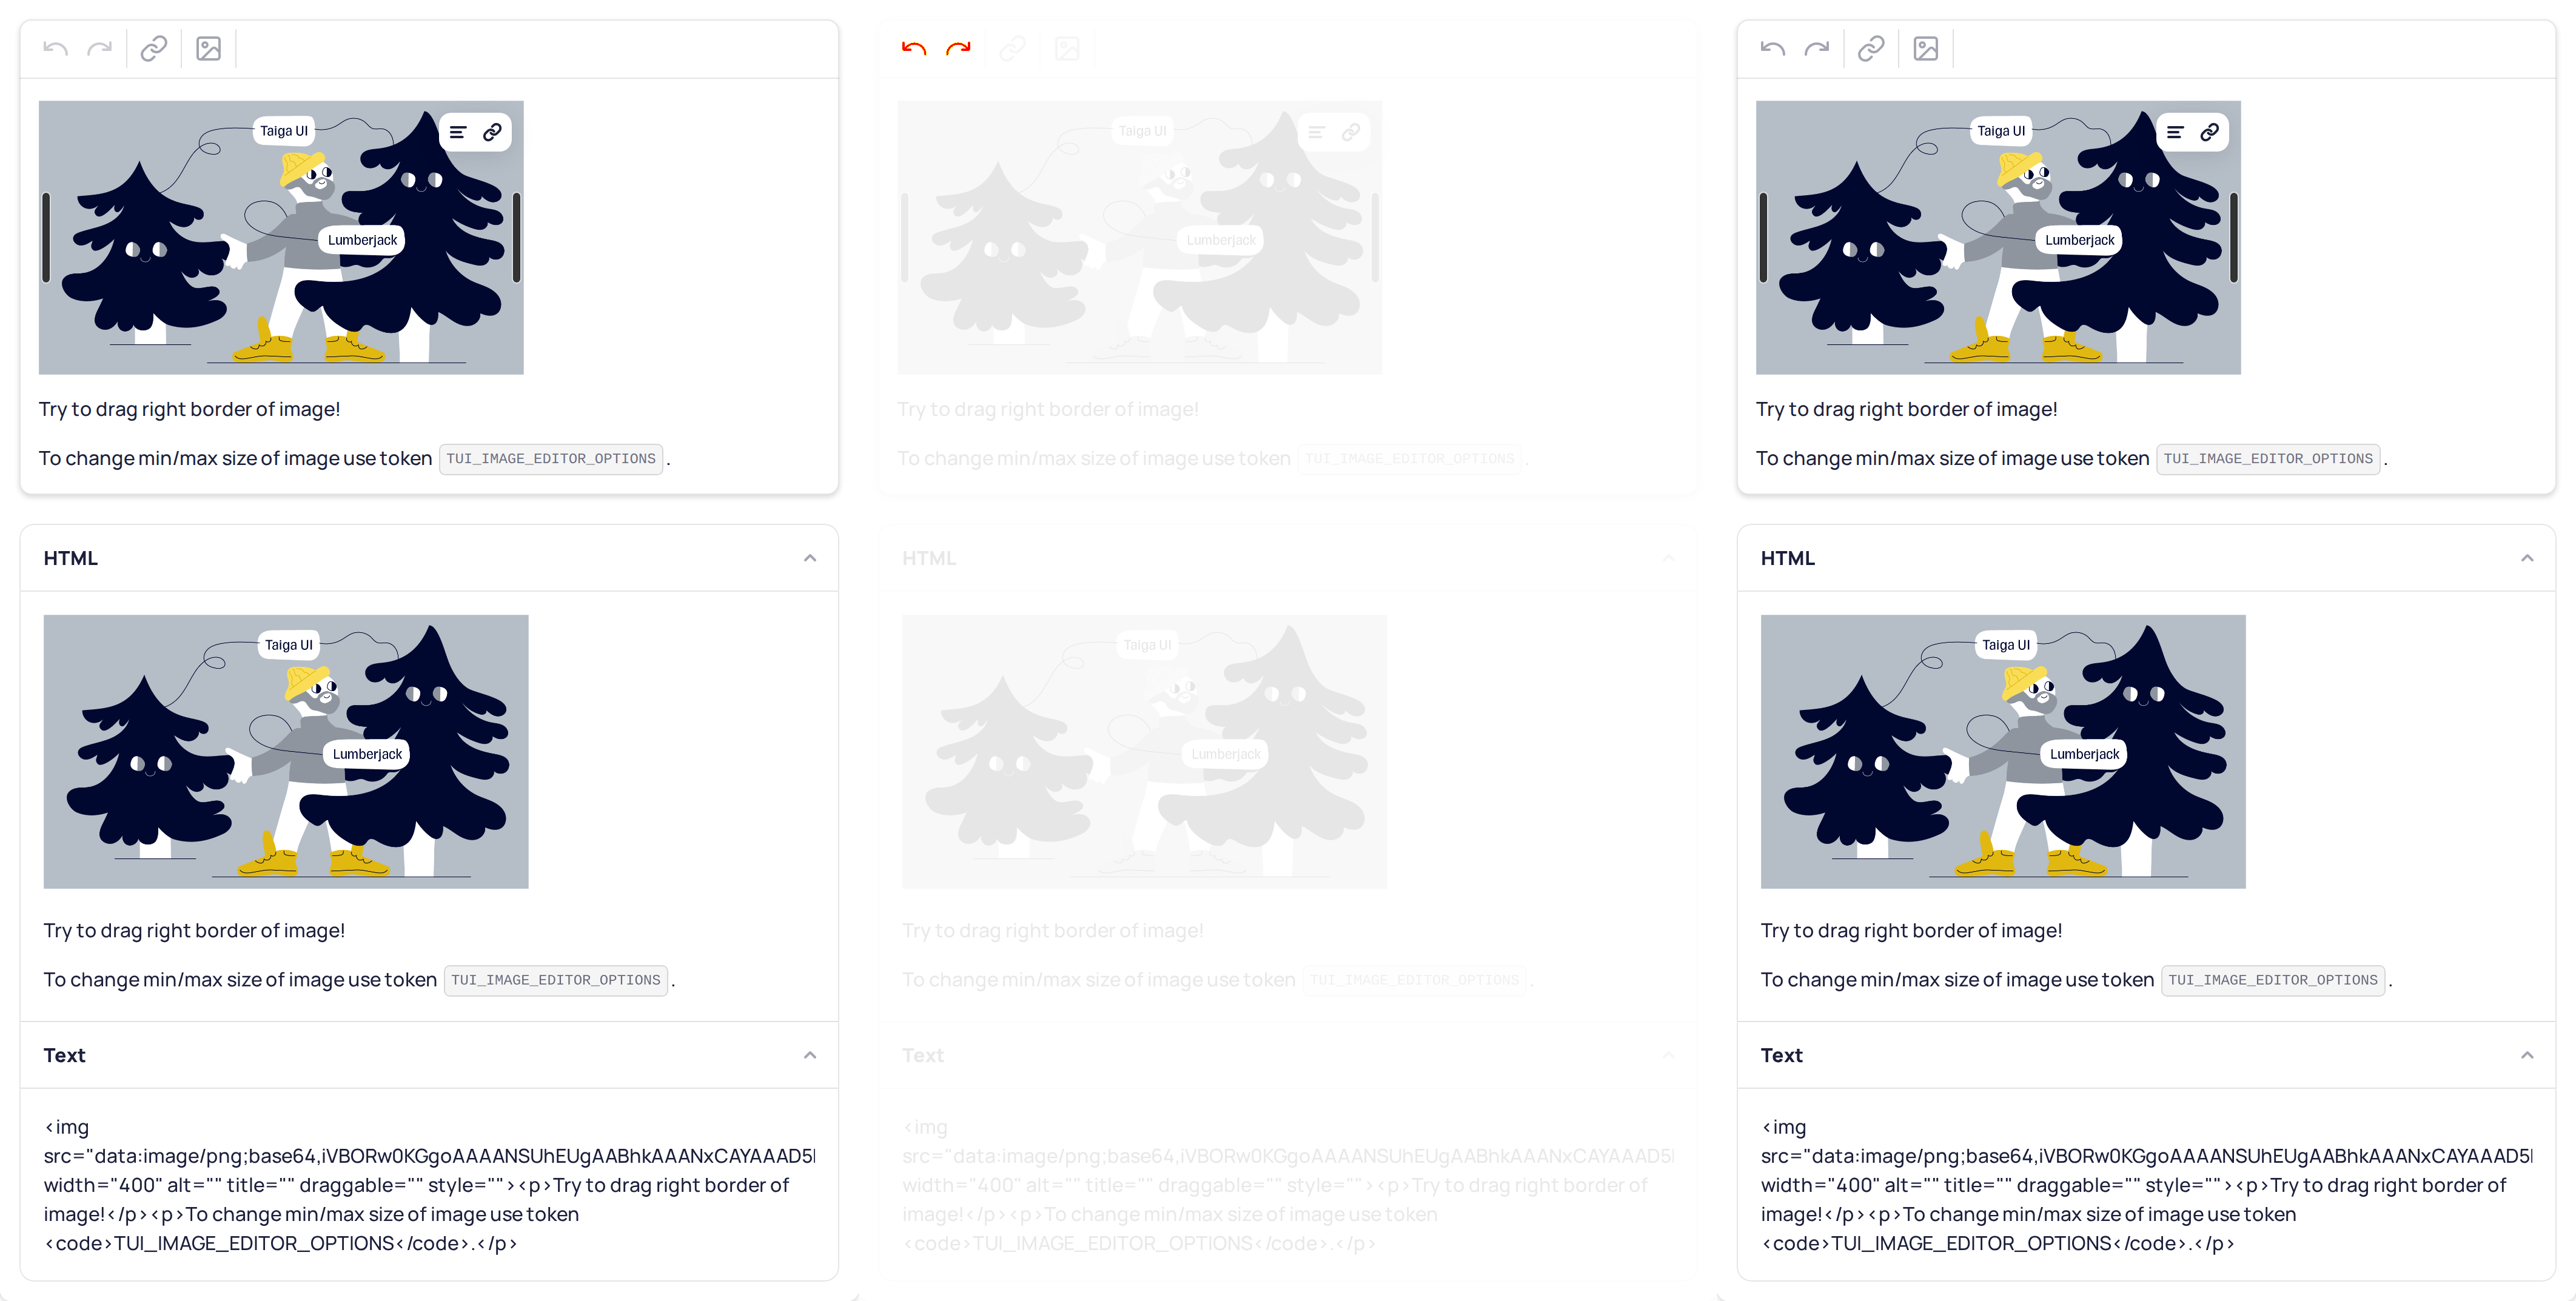 Taiga UI
Lumberjack
Try to drag right border of image!
To change min/max size of image use token TUI_IMAGE_EDITOR_OPTIONS .
HTML
Taiga UI
Lumberjack
Try to drag right border of image!
To change min/max size of image use token TUI_IMAGE_EDITOR_OPTIONS .
Text
<img
src="data:image/png;base64,iVBORw0KGgoAAAANSUhEUgAABhkAAANxCAYAAAD5
width="400" alt="" title="" draggable="" style=""><p>Try to drag right border of
image!</p><p>To change min/max size of image use token
<code>TUI_IMAGE_EDITOR_OPTIONS</code>.</p>
Taiga UI
Lumberjack
Try to drag right border of image!
To change min/max size of image use token TUI_IMAGE_EDITOR_OPTIONS .
HTML
Taiga UI
Lumberjack
Try to drag right border of image!
To change min/max size of image use token TUI_IMAGE_EDITOR_OPTIONS .
Text
<img
src="data:image/png;base64,iVBORw0KGgoAAAANSUhEUgAABhkAAANxCAYAAAD5
width="400" alt="" title="" draggable="" style=""><p>Try to drag right border of
image!</p><p>To change min/max size of image use token
<code>TUI_IMAGE_EDITOR_OPTIONS</code>.</p>
Taiga UI
Lumberjack
Try to drag right border of image!
To change min/max size of image use token TUI_IMAGE_EDITOR_OPTIONS .
HTML
Taiga UI
Lumberjack
Try to drag right border of image!
To change min/max size of image use token TUI_IMAGE_EDITOR_OPTIONS .
Text
<img
src="data:image/png;base64,iVBORw0KGgoAAAANSUhEUgAABhkAAANxCAYAAAD5
width="400" alt="" title="" draggable="" style=""><p>Try to drag right border of
image!</p><p>To change min/max size of image use token
<code>TUI_IMAGE_EDITOR_OPTIONS</code>.</p>